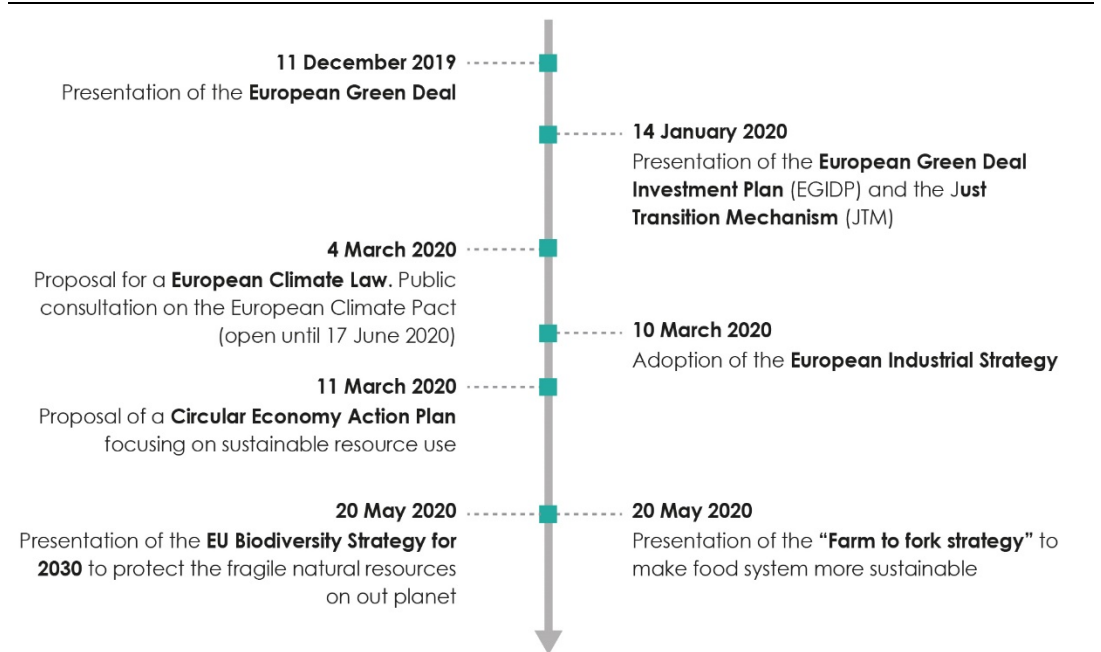 11 December 2019
Presentation of the European Green Deal
14 January 2020
Presentation of the European Green Deal
Investment Plan (EGIDP) and the Just
Transition Mechanism (JTM)
4 March 2020
Proposal for a European Climate Law. Public
consultation on the European Climate Pact
(open until 17 June 2020)
10 March 2020
Adoption of the European Industrial Strategy
11 March 2020
Proposal of a Circular Economy Action Plan
focusing on sustainable resource use
20 May 2020
Presentation of the EU Biodiversity Strategy for
2030 to protect the fragile natural resources
on out planet
20 May 2020
Presentation of the “Farm to fork strategy” to
make food system more sustainable